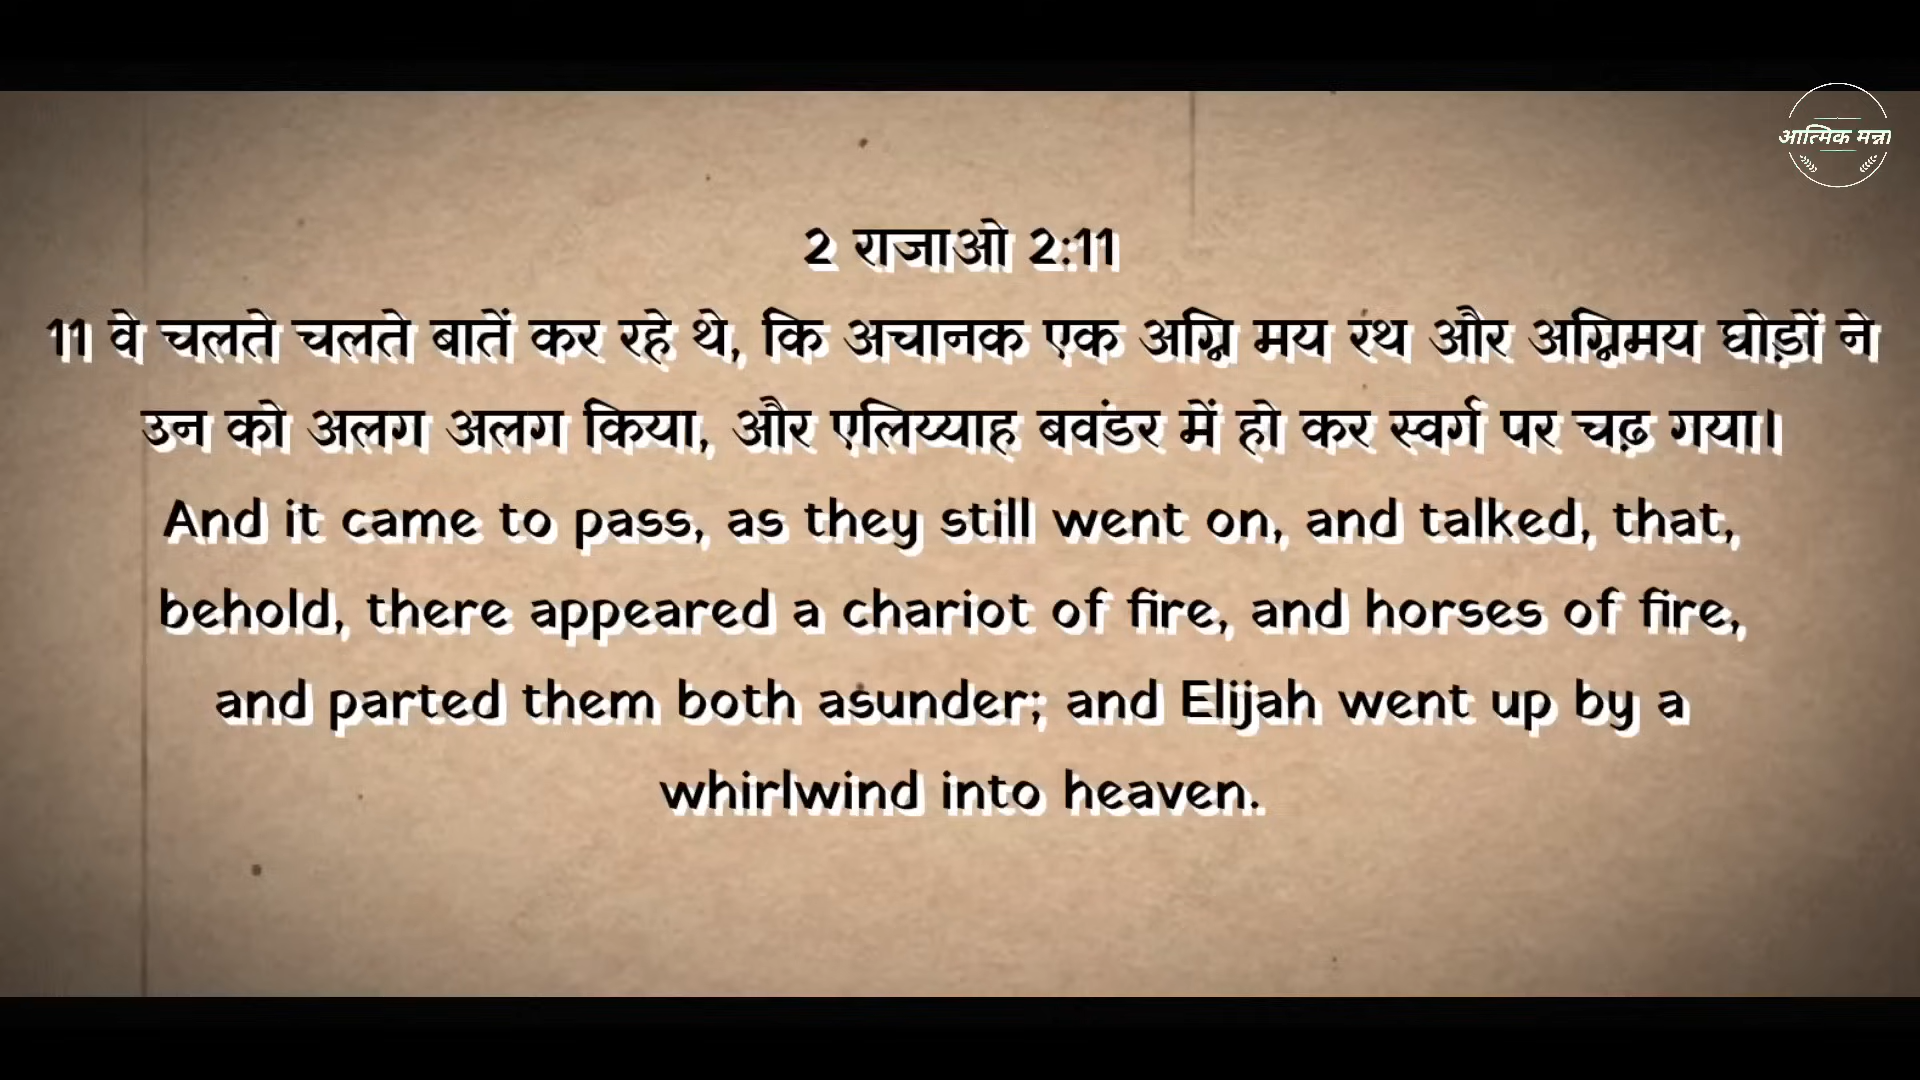 आत्मिक मन्ना
2 राजाओ 2:11
11 वे चलते चलते बातें कर रहे थे, कि अचानक एक अग्नि मय रथ और अग्निमय घोड़ों ने
उन को अलग अलग किया, और एलिय्याह बवंडर में हो कर स्वर्ग पर चढ़ गया।
And it came to pass, as they still went on, and talked, that,
behold, there appeared a chariot of fire, and horses of fire,
and parted them both asunder; and Elijah went up by a
whirlwind into heaven.